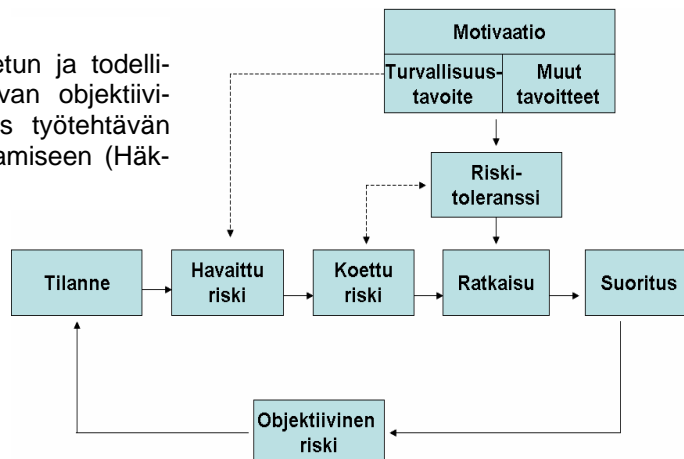 etun ja todelli-
van objektiivi-
s työtehtävän
amiseen (Häk-
Motivaatio
Turvallisuus-
tavoite
Muut
tavoitteet
Riski-
toleranssi
Tilanne
Havaittu
riski
Koettu
riski
Ratkaisu
Suoritus
Objektiivinen
riski